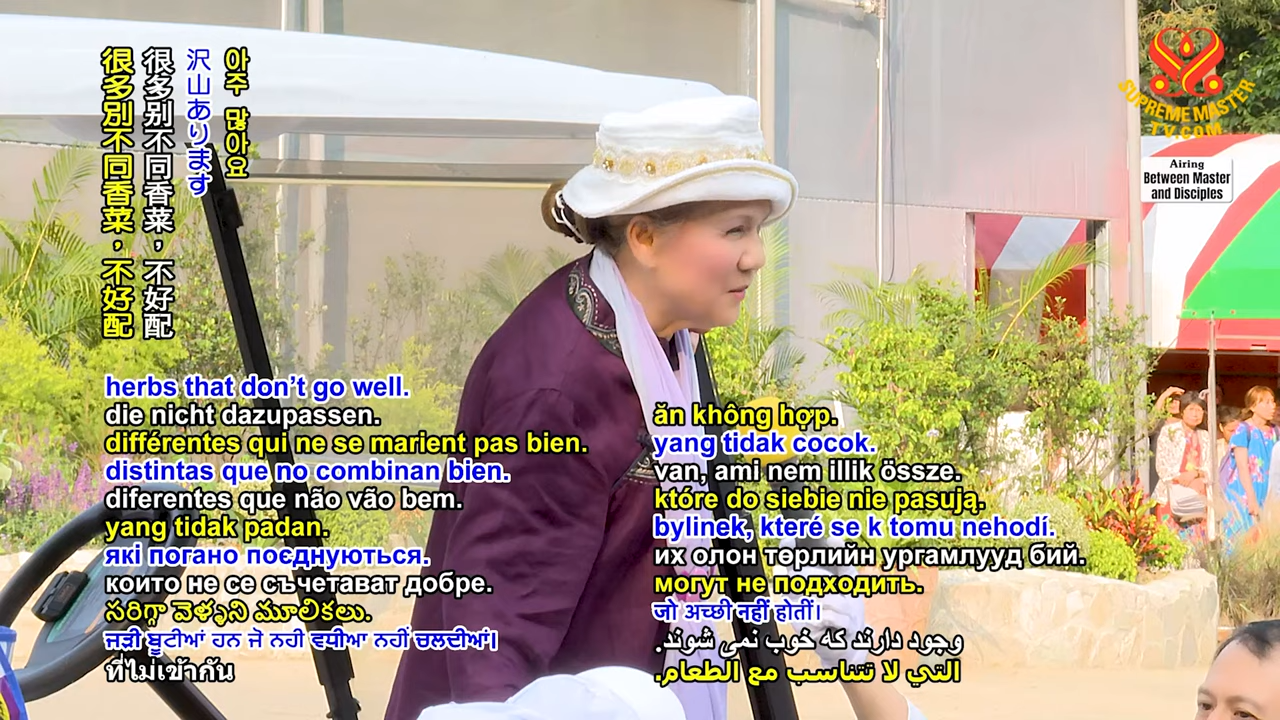 아주 많아요
沢山あります
很多别不同香菜，不好配
很多別不同香菜，不好配
SUPREME MASTER
TV.COM
Airing
Between Master
and Disciples
herbs that don’t go well.
die nicht dazupassen.
différentes qui ne se marient pas bien.
distintas que no combinan bien.
diferentes que não vão bem.
yang tidak padan.
які погано поєднуються.
които не се съчетават добре.
సరిగ్గా వెళ్ళని మూలికలు.
ਜੜੀ ਬੂਟੀਆਂ ਹਨ ਜੋ ਨਹੀ ਵਧੀਆ ਨਹੀਂ ਚਲਦੀਆਂ।
ที่ไม่เข้ากัน
ăn không hợp.
yang tidak cocok.
van, ami nem illik össze.
które do siebie nie pasują.
bylinek, které se k tomu nehodí.
их олон төрлийн ургамлууд бий.
могут не подходить.
जो अच्छी नहीं होतीं।
وجود دارند که خوب نمی شوند.
التي لا تتناسب مع الطعام.